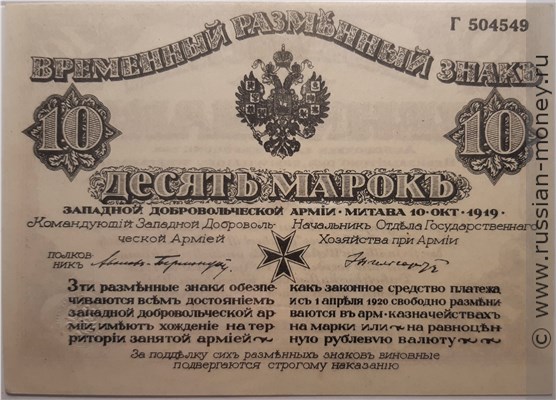 Г 504549
ВРЕМЕННЫЙ РАЗМѢННЫЙ ЗНАКЪ
10 10
ДЕСЯТЬ МАРОКЪ
ЗАПАДНОЙ ДОБРОВОЛЬЧЕСКОЙ АРМІИ · МИТАВА 10 · ОКТ · 1919 ·
Командующій Западной Доброволь-
ческой Арміей
Начальникъ Отдѣла Государственнаго
Хозяйства при Арміи
ПОЛКОВ-
НИКЪ
Эти размѣнные знаки обезпе-
чиваются всѣмъ достояніемъ
западной добровольческой ар-
міи, имѣютъ хожденіе на тер-
риторіи занятой арміей
какъ законное средство платежа
и съ 1 апрѣля 1920 свободно размѣни-
ваются въ арм. казначействахъ
на марки или на равноцѣн-
ную рублевую валюту
За поддѣлку сихъ размѣнныхъ знаковъ виновные
подвергаются строгому наказанію
© www.russian-money.ru